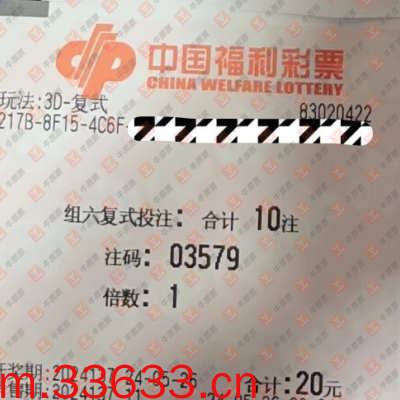 中国福利彩票
CHINA WELFARE LOTTERY
玩法:3D-复式
83020422
217B-8F15-4C6F-
组六复式投注: 合计 10注
注码: 03579
倍数: 1
合计:20元
m.33633.cn